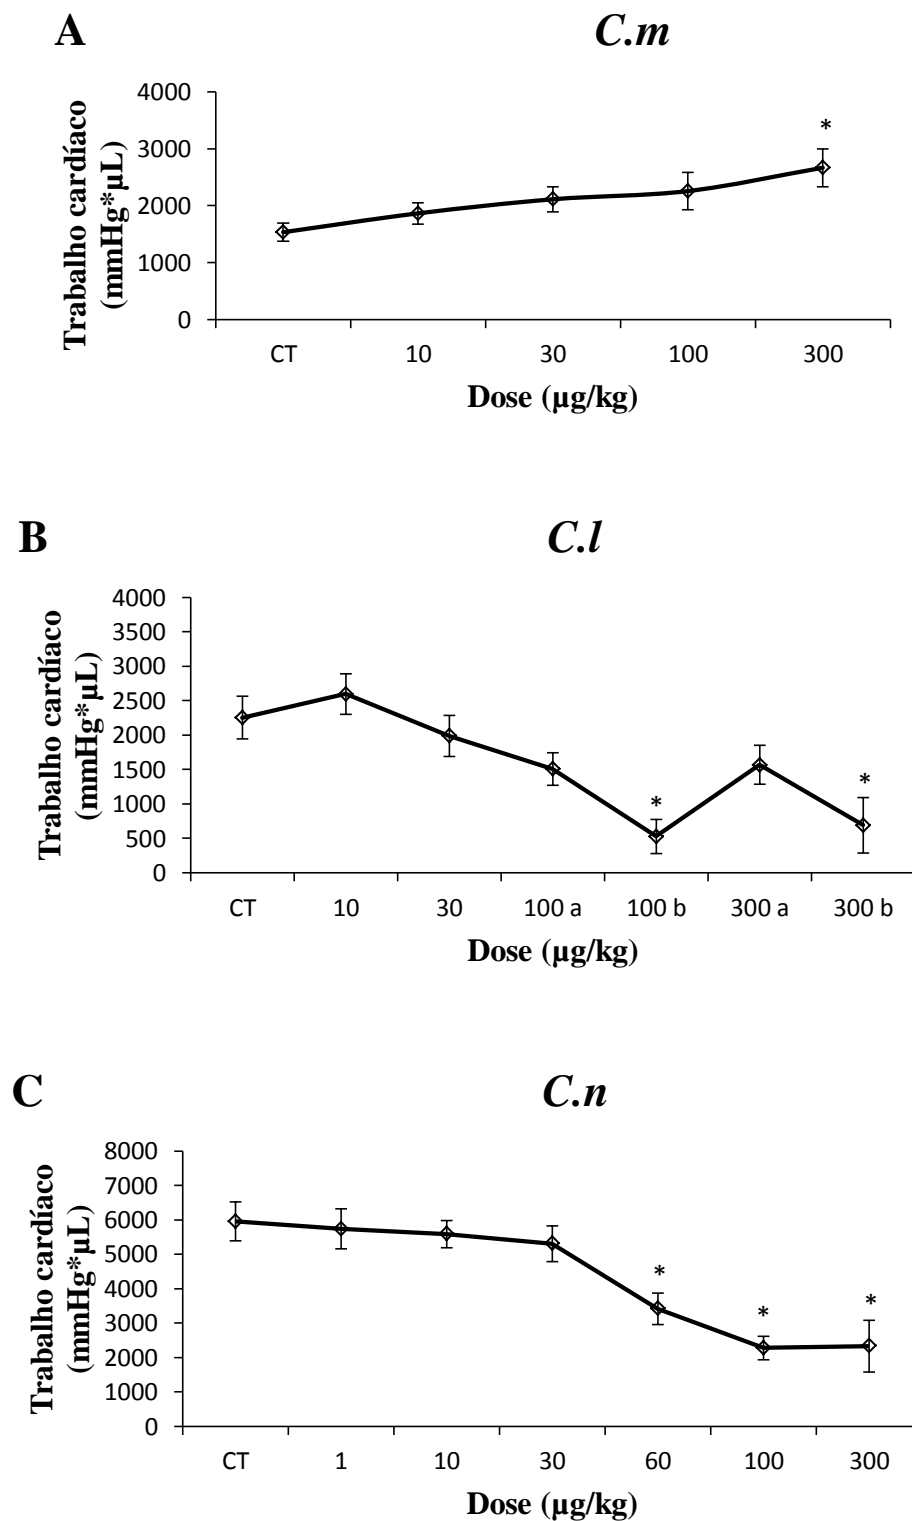 A
C.m
Trabalho cardíaco
(mmHg*µL)
4000
3000
2000
1000
0
*
CT 10 30 100 300
Dose (µg/kg)
B
C.l
Trabalho cardíaco
(mmHg*µL)
4000
3500
3000
2500
2000
1500
1000
500
0
* *
CT 10 30 100 a 100 b 300 a 300 b
Dose (µg/kg)
C
C.n
Trabalho cardíaco
(mmHg*µL)
8000
7000
6000
5000
4000
3000
2000
1000
0
* * *
CT 1 10 30 60 100 300
Dose (µg/kg)